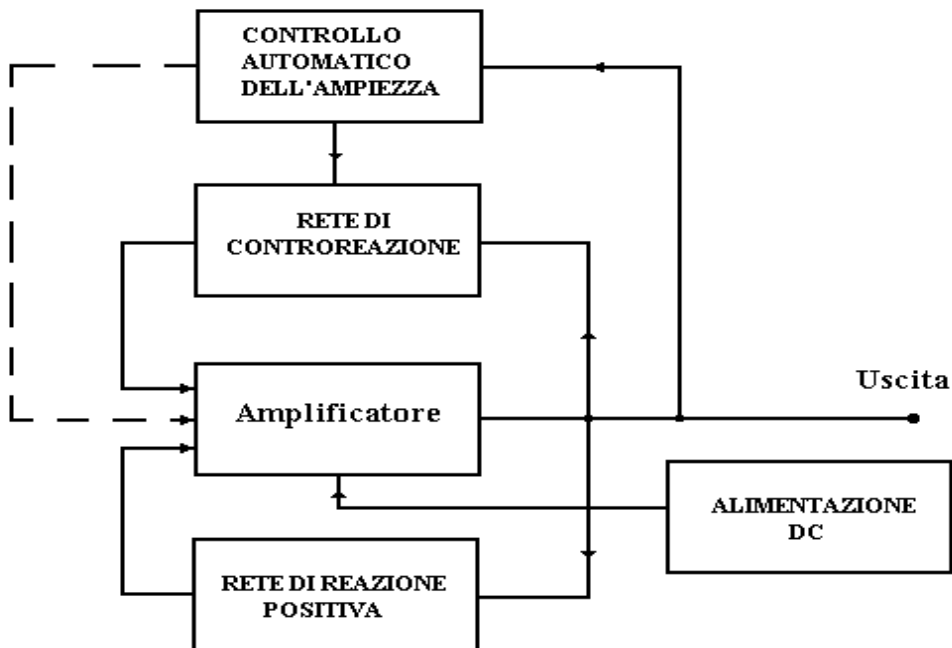 CONTROLLO
AUTOMATICO
DELL'AMPIEZZA
RETE DI
CONTROREAZIONE
Amplificatore
Uscita
ALIMENTAZIONE
DC
RETE DI REAZIONE
POSITIVA